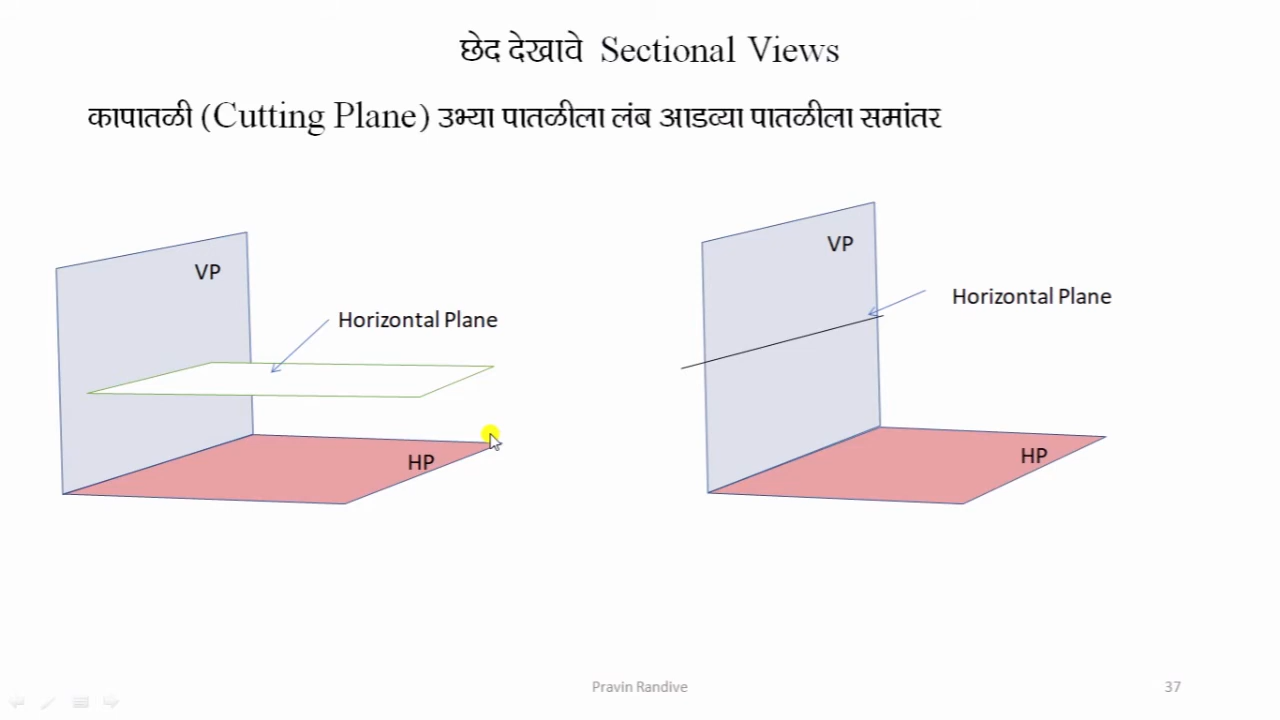 छेद देखावे Sectional Views
कापातळी (Cutting Plane) उभ्या पातळीला लंब आडव्या पातळीला समांतर
VP
Horizontal Plane
HP
VP
Horizontal Plane
HP
Pravin Randive
37